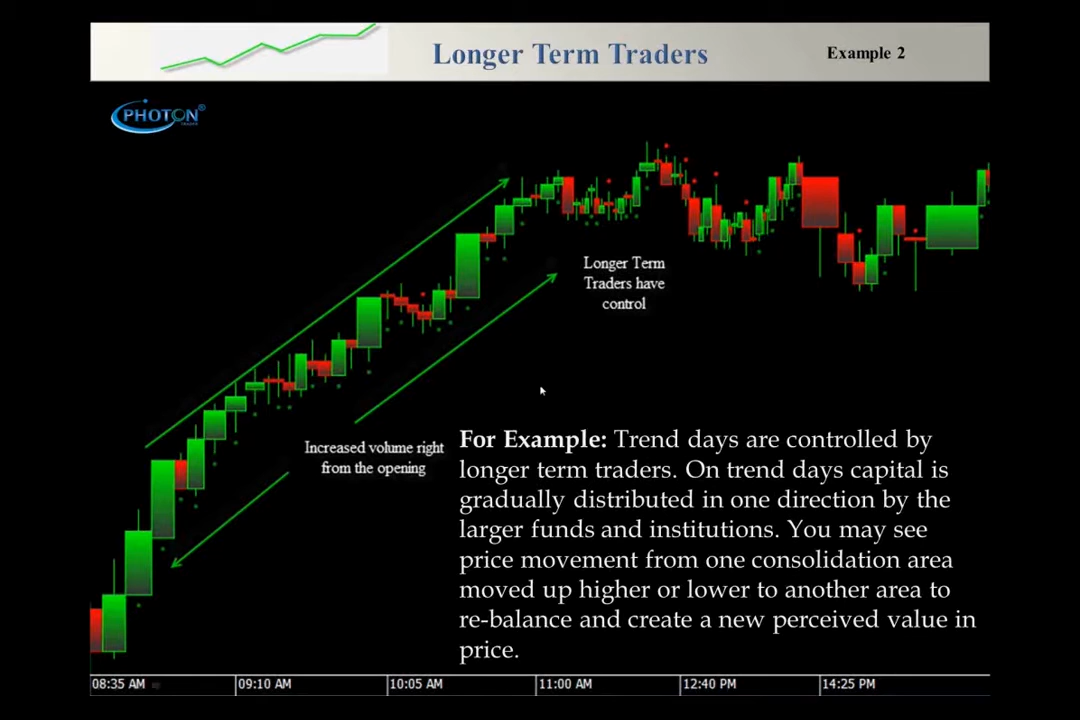 Longer Term Traders
Example 2
PHOTON®
Longer Term
Traders have
control
Increased volume right
from the opening
For Example: Trend days are controlled by
longer term traders. On trend days capital is
gradually distributed in one direction by the
larger funds and institutions. You may see
price movement from one consolidation area
moved up higher or lower to another area to
re-balance and create a new perceived value in
price.
08:35 AM 09:10 AM 10:05 AM 11:00 AM 12:40 PM 14:25 PM